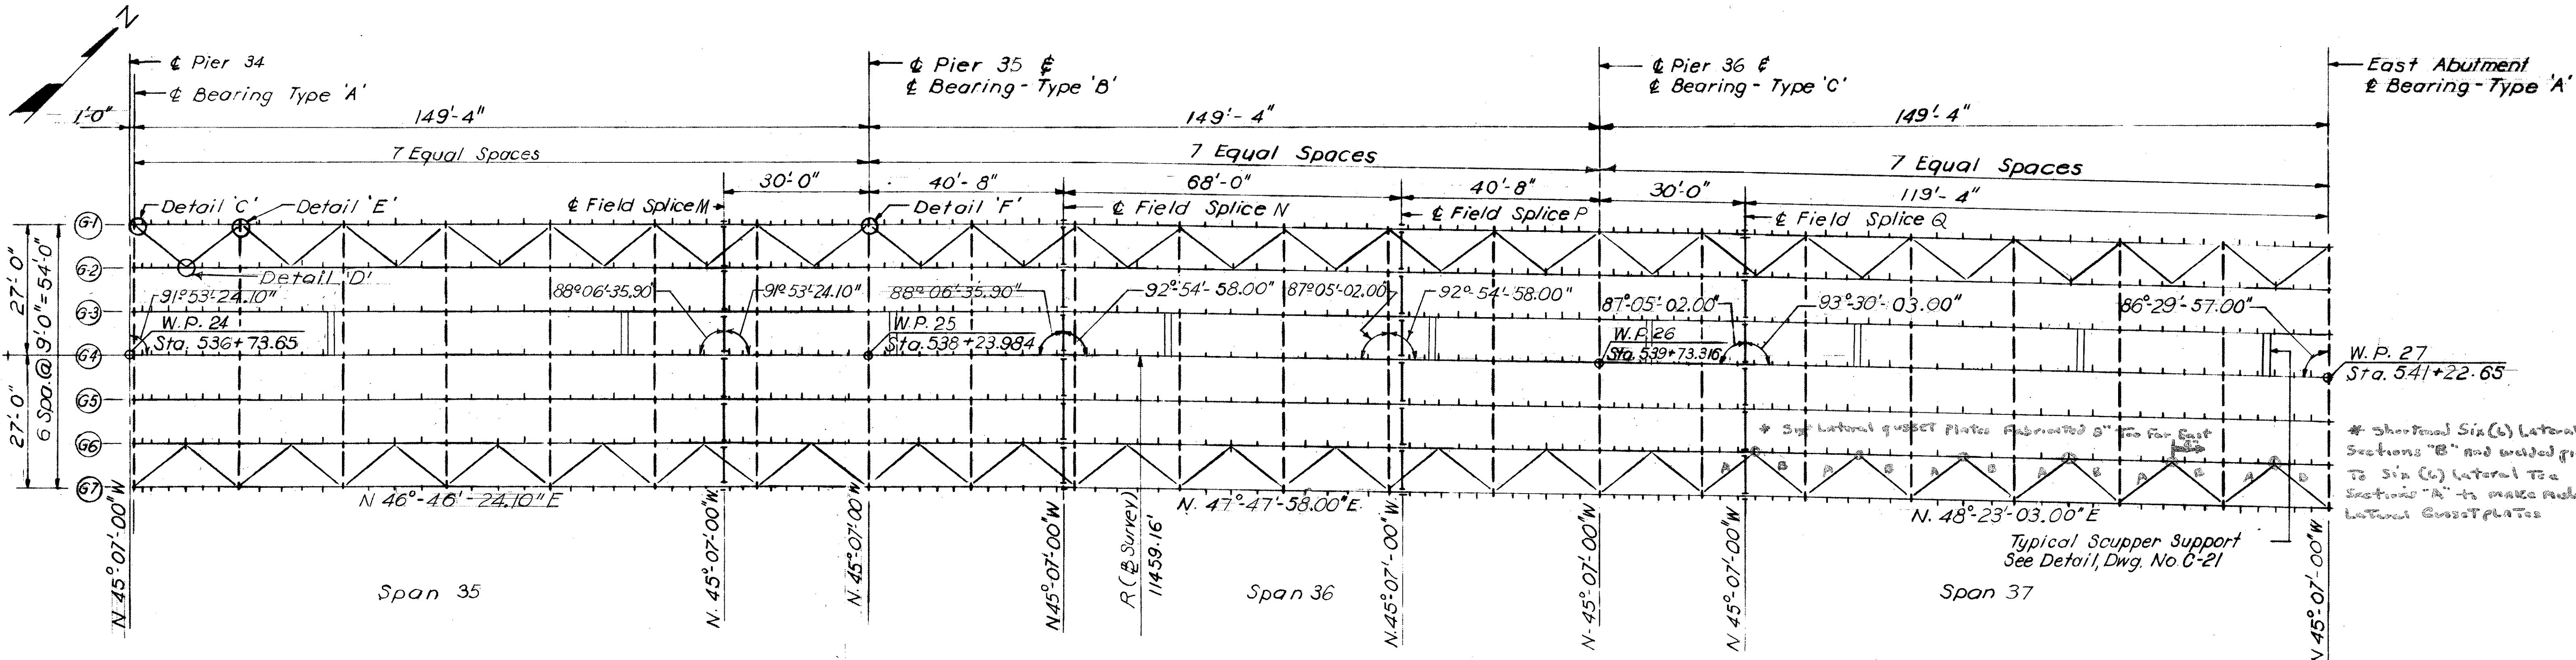 N
℄ Pier 34
℄ Bearing Type 'A'
℄ Pier 35 ℄
℄ Bearing - Type 'B'
℄ Pier 36 ℄
℄ Bearing - Type 'C'
East Abutment
℄ Bearing - Type 'A'
1'-0"
149'-4"
149'-4"
149'-4"
7 Equal Spaces
7 Equal Spaces
7 Equal Spaces
30'-0"
40'-8"
68'-0"
40'-8"
30'-0"
119'-4"
Detail 'C'
Detail 'E'
℄ Field Splice M
Detail 'F'
℄ Field Splice N
℄ Field Splice P
℄ Field Splice Q
G-1
G-2
G-3
G4
G5
G6
G7
27'-0"
27'-0"
6 Spa.@ 9'-0"=54'-0"
Detail 'D'
91°53'-24.10"
88°06'-35.90'
91°53'-24.10"
88°-06'-35.90"
92°-54'-58.00"
87°05'-02.00"
92°-54'-58.00"
87°-05'-02.00"
93°-30'-03.00"
86°-29'-57.00"
W.P. 24
Sta. 536+73.65
W.P. 25
Sta. 538+23.984
W.P. 26
Sta. 539+73.316
W.P. 27
Sta. 541+22.65
* Six Lateral gusset plates Fabricated 8" Too Far East
* Shortened Six (6) Lateral
Sections "B" and welded
To Six (6) Lateral Tee
Sections "A" to make
Lateral Gusset plates
A B A B A B A B A B A B
N 46°-46'-24.10" E
N. 47°-47'-58.00" E.
N. 48°-23'-03.00" E
Typical Scupper Support
See Detail, Dwg. No. C-21
N 45°-07'-00" W
N. 45°-07'-00" W
N. 45°-07'-00" W
N45°-07'-00" W
R (℔ Survey)
11459.16'
N.45°-07'-00" W.
N-45°-07'-00" W
N 45°-07'-00" W
N 45°-07'-00" W
Span 35
Span 36
Span 37